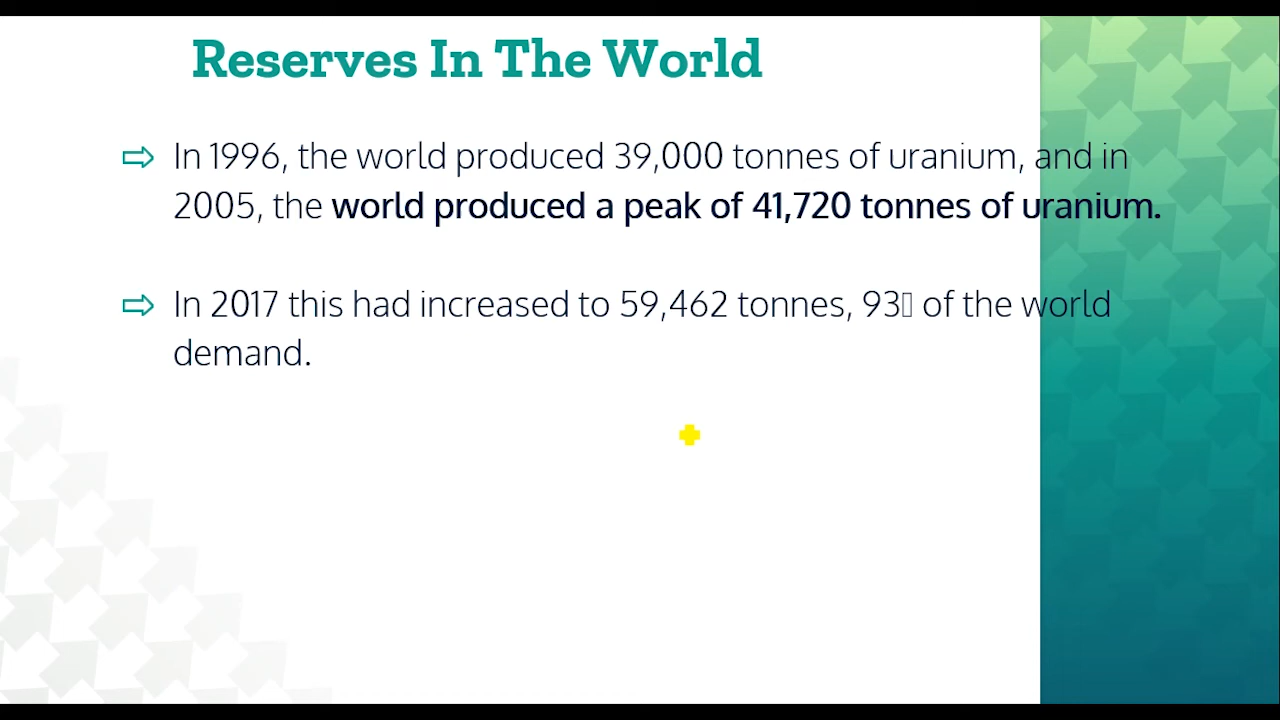 Reserves In The World
In 1996, the world produced 39,000 tonnes of uranium, and in
2005, the world produced a peak of 41,720 tonnes of uranium.
In 2017 this had increased to 59,462 tonnes, 93▯ of the world
demand.